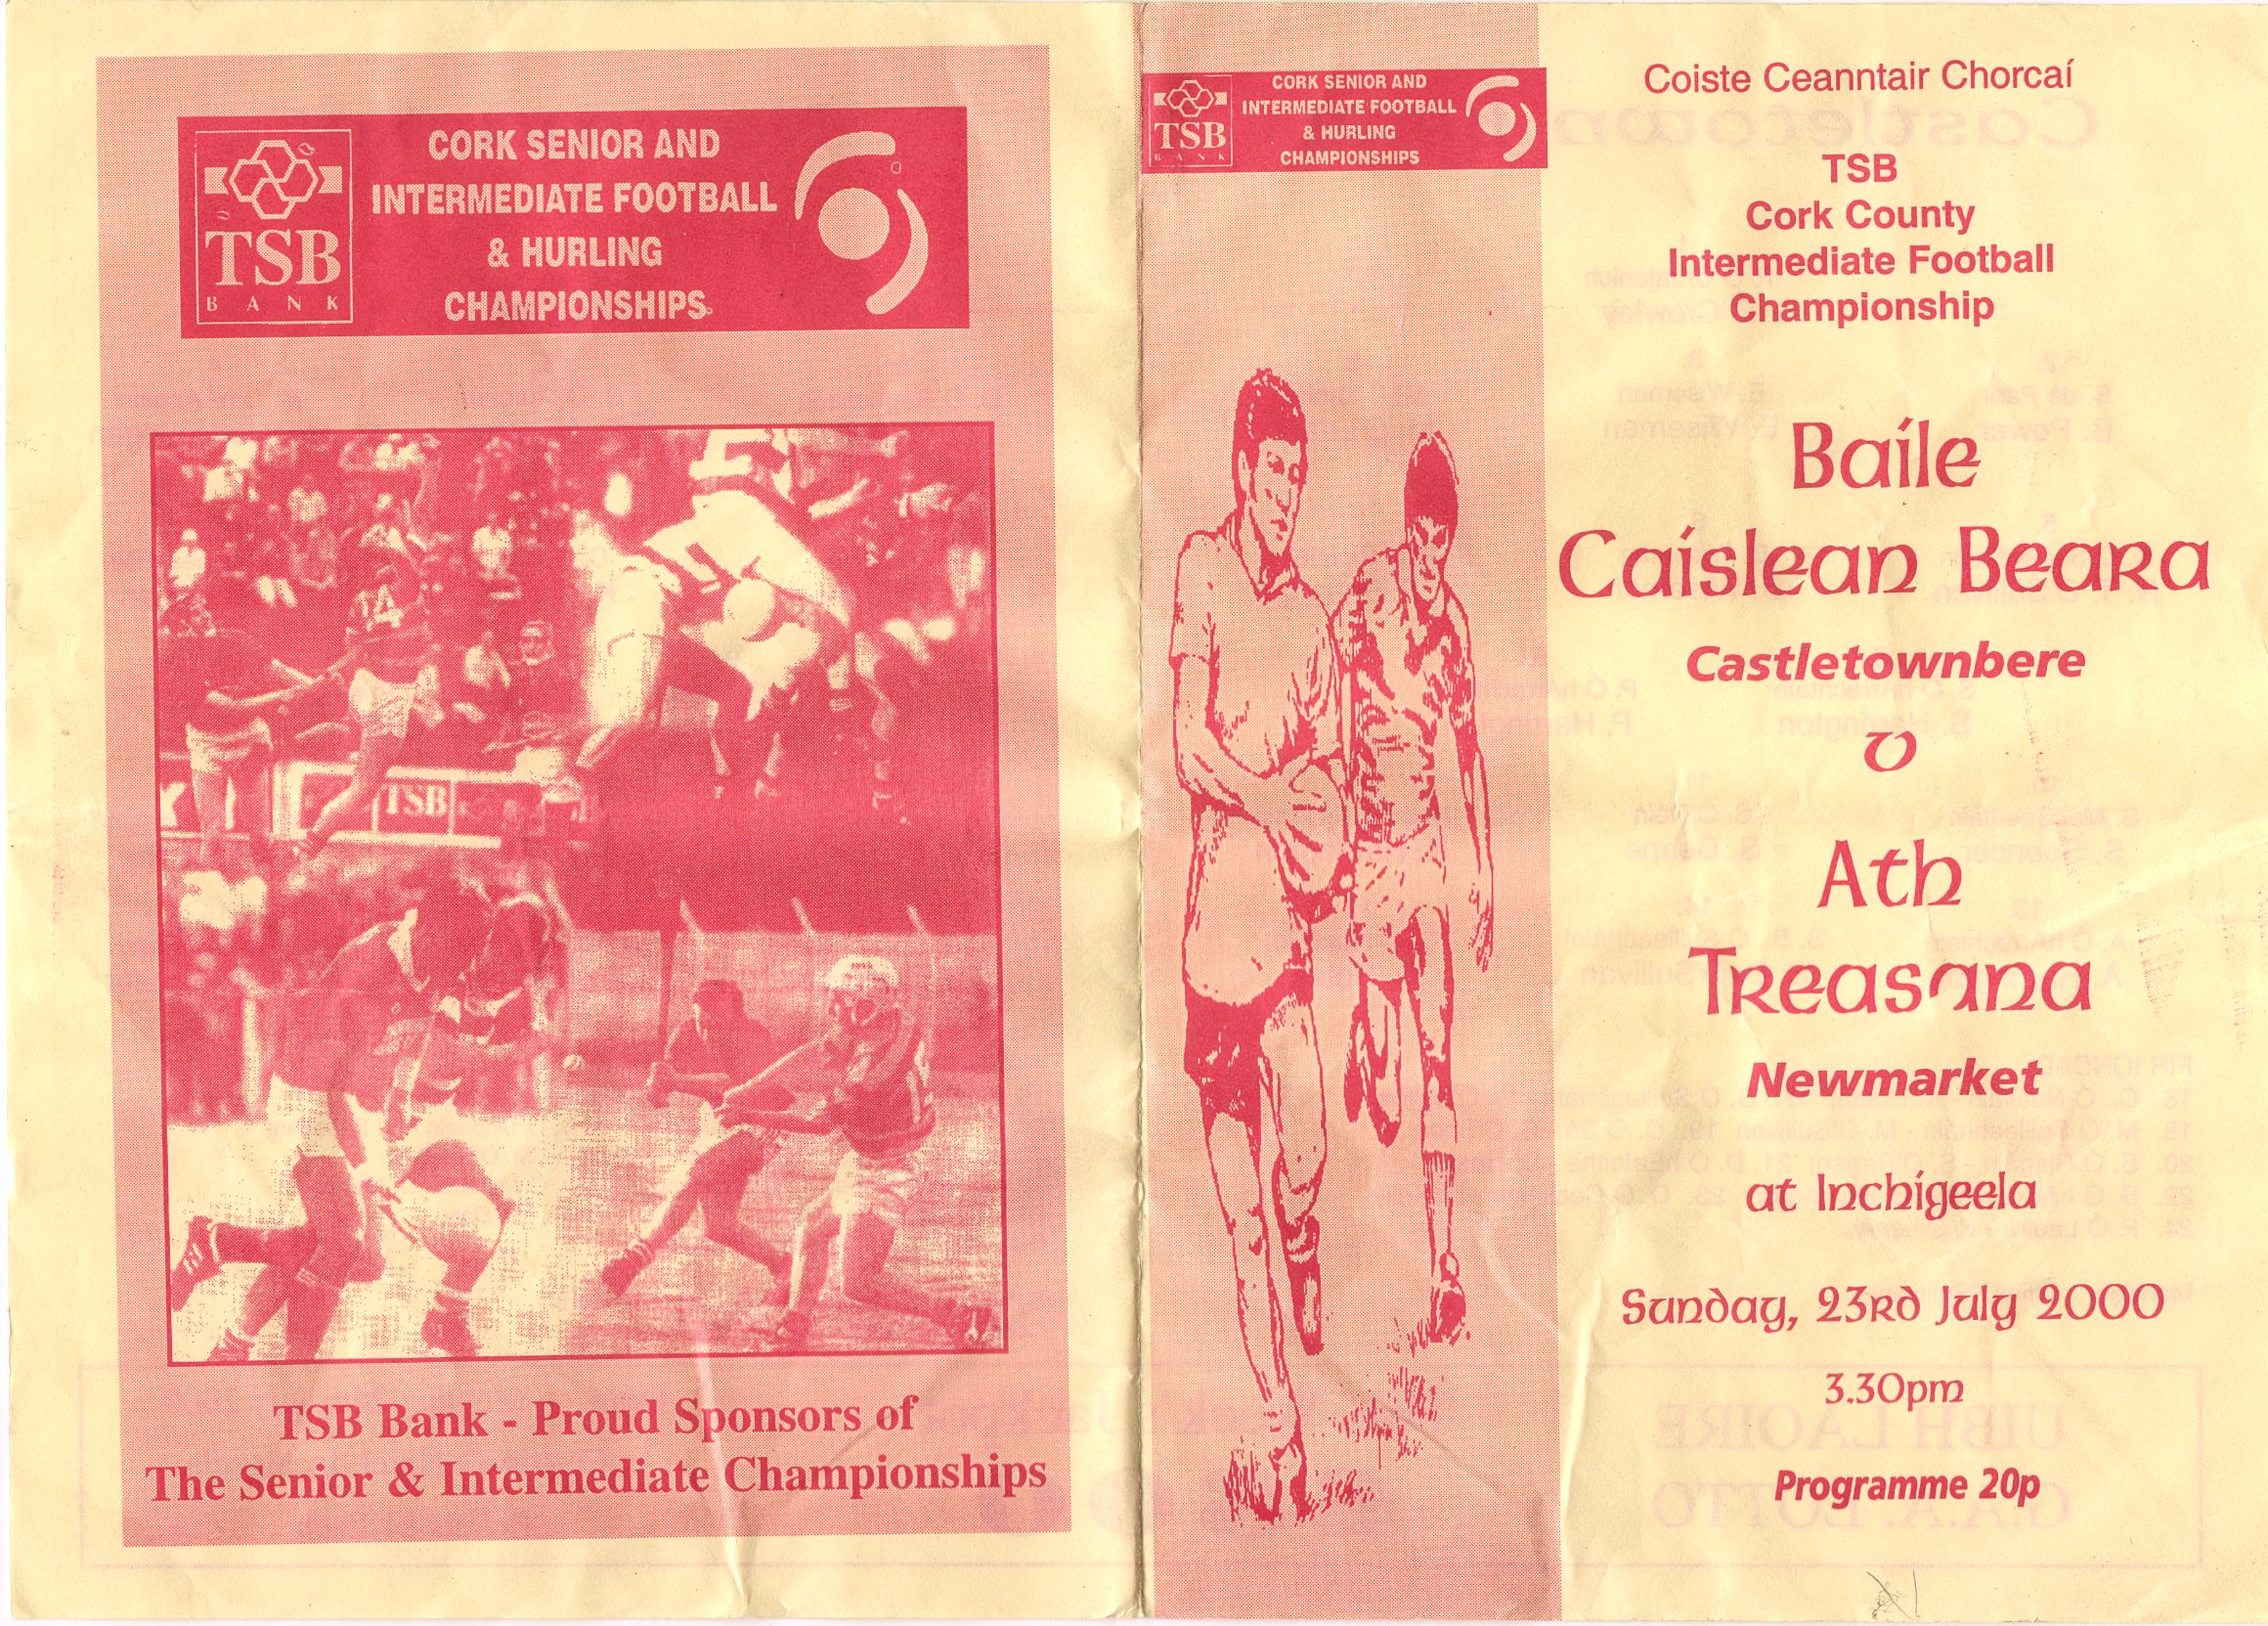 TSB
BANK
CORK SENIOR AND
INTERMEDIATE FOOTBALL
& HURLING
CHAMPIONSHIPS
14
TSB
TSB Bank - Proud Sponsors of
The Senior & Intermediate Championships
TSB
BANK
CORK SENIOR AND
INTERMEDIATE FOOTBALL
& HURLING
CHAMPIONSHIPS
Coiste Ceanntair Chorcaí
TSB
Cork County
Intermediate Football
Championship
Baile
Caislean Beara
Castletownbere
v
Ath
Treasana
Newmarket
at Inchigeela
Sunday, 23rd July 2000
3.30pm
Programme 20p